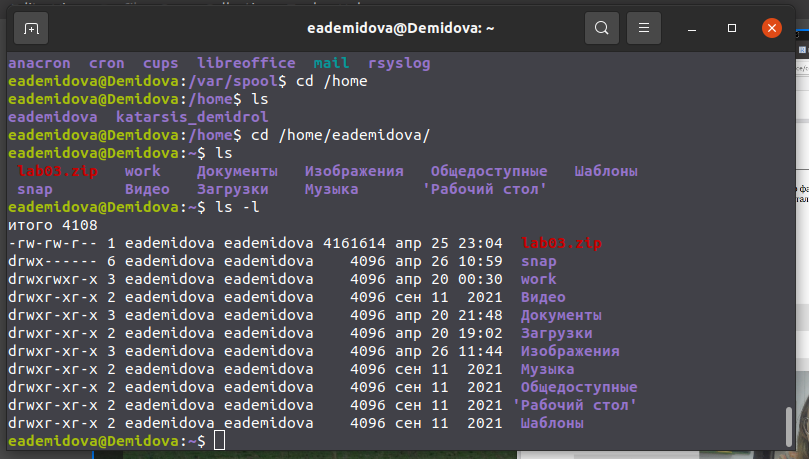 eademidova@Demidova: ~
anacron cron cups libreoffice mail rsyslog
eademidova@Demidova:/var/spool$ cd /home
eademidova@Demidova:/home$ ls
eademidova katarsis_demidrol
eademidova@Demidova:/home$ cd /home/eademidova/
eademidova@Demidova:~$ ls
lab03.zip work Документы Изображения Общедоступные Шаблоны
snap Видео Загрузки Музыка 'Рабочий стол'
eademidova@Demidova:~$ ls -l
итого 4108
-rw-rw-r-- 1 eademidova eademidova 4161614 апр 25 23:04 lab03.zip
drwx------ 6 eademidova eademidova 4096 апр 26 10:59 snap
drwxrwxr-x 3 eademidova eademidova 4096 апр 20 00:30 work
drwxr-xr-x 2 eademidova eademidova 4096 сен 11 2021 Видео
drwxr-xr-x 3 eademidova eademidova 4096 апр 20 21:48 Документы
drwxr-xr-x 2 eademidova eademidova 4096 апр 20 19:02 Загрузки
drwxr-xr-x 3 eademidova eademidova 4096 апр 26 11:44 Изображения
drwxr-xr-x 2 eademidova eademidova 4096 сен 11 2021 Музыка
drwxr-xr-x 2 eademidova eademidova 4096 сен 11 2021 Общедоступные
drwxr-xr-x 2 eademidova eademidova 4096 сен 11 2021 'Рабочий стол'
drwxr-xr-x 2 eademidova eademidova 4096 сен 11 2021 Шаблоны
eademidova@Demidova:~$